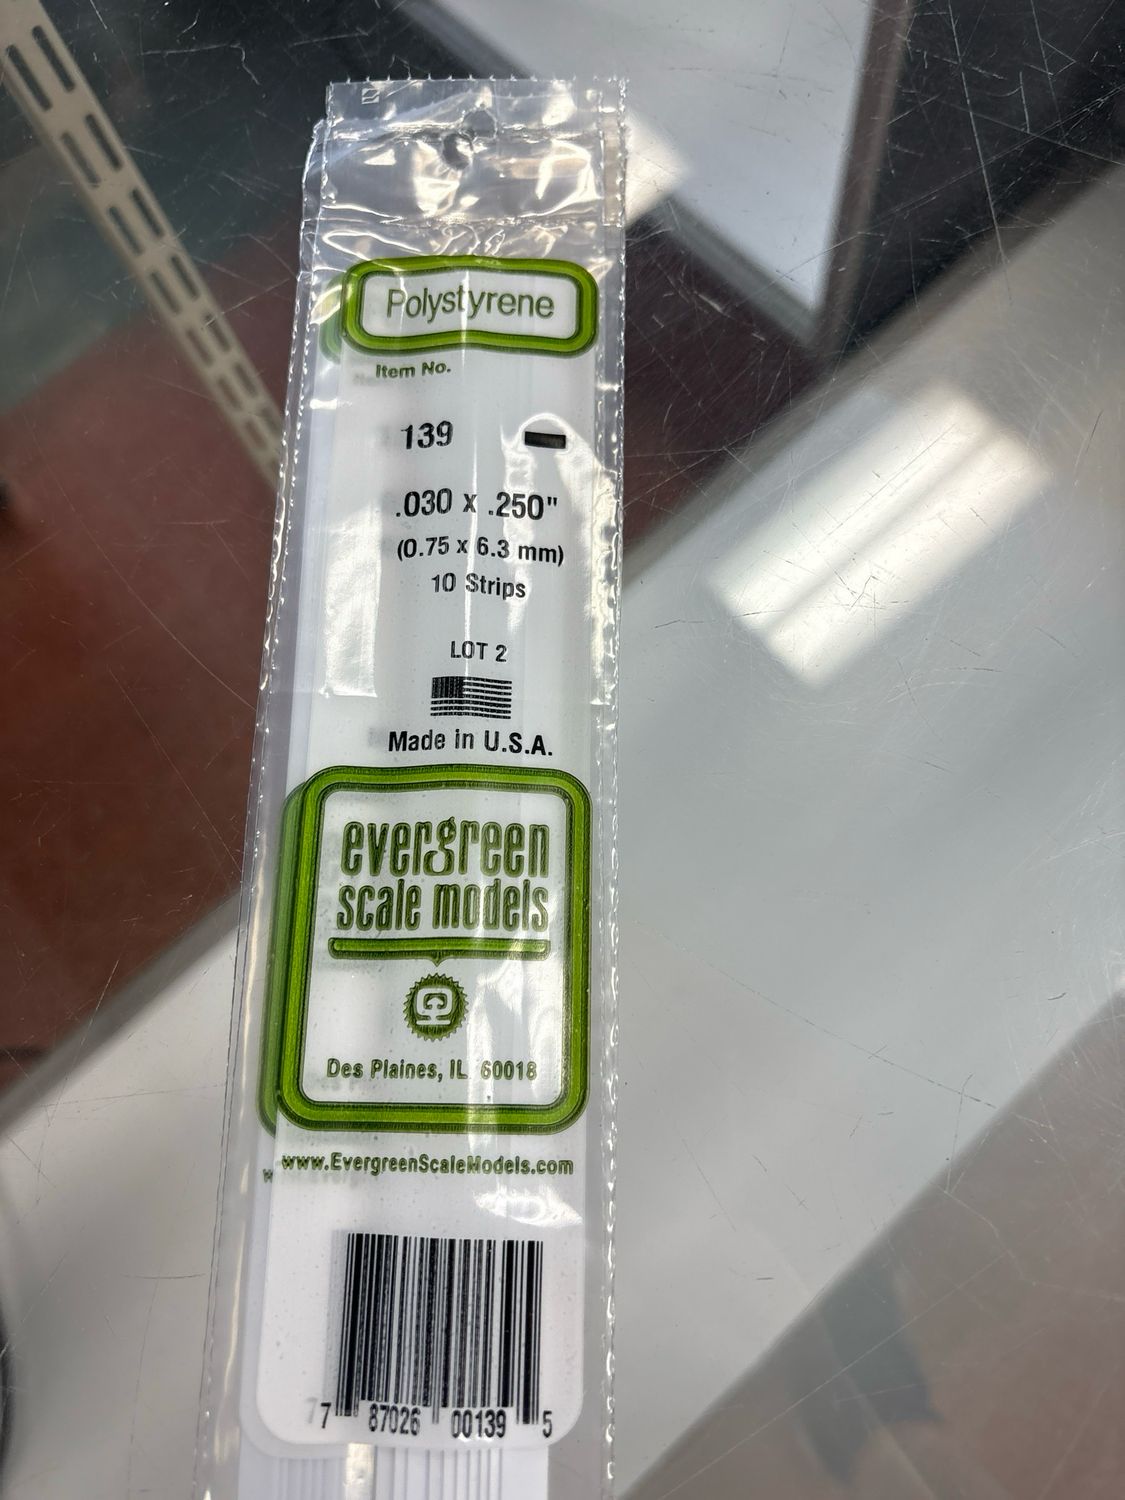 Polystyrene
Item No.
139
.030 x .250"
(0.75 x 6.3 mm)
10 Strips
LOT 2
Made in U.S.A.
evergreen
scale models
Des Plaines, IL 60018
www.EvergreenScaleModels.com
7 87026 00139 5